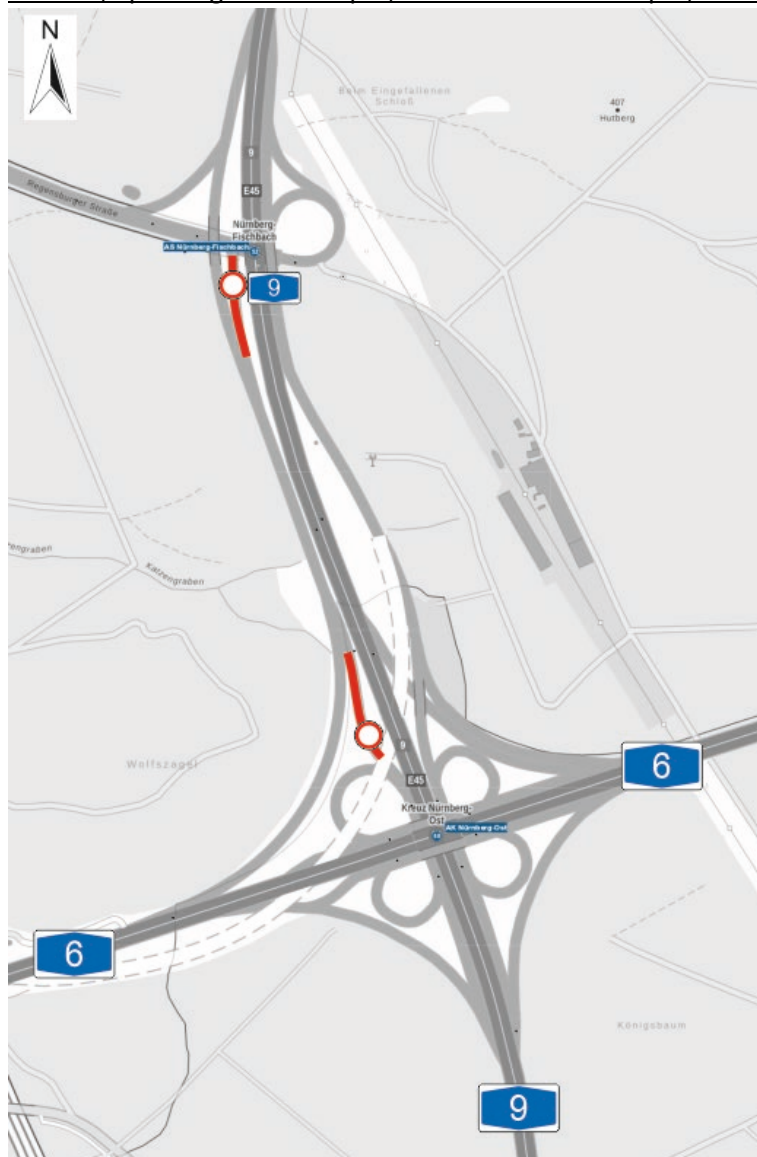 N
Beim Eingefallenen
Schloß
407
Hutberg
9
Regensburger Straße
E45
Nürnberg-
Fischbach
AS Nürnberg-Fischbach
9
Katzengraben
Wolfszagel
9
6
E45
Kreuz Nürnberg-
Ost
AK Nürnberg-Ost
6
Königsbaum
9